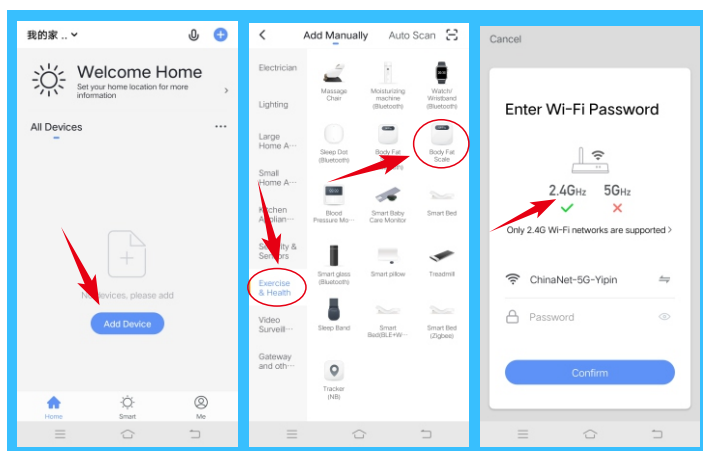 我的家 ..
Welcome Home
Set your home location for more
information
All Devices
No devices, please add
Add Device
Home
Smart
Me
Add Manually
Auto Scan
Electrician
Lighting
Large
Home A...
Small
Home A...
Kitchen
Applian...
Security &
Sensors
Exercise
& Health
Video
Surveill...
Gateway
and oth...
Massage
Chair
Moisturizing
machine
(Bluetooth)
Watch/
Wristband
(Bluetooth)
Sleep Dot
(Bluetooth)
Body Fat
Body Fat
Scale
Blood
Pressure Mo...
Smart Baby
Care Monitor
Smart Bed
Smart glass
(Bluetooth)
Smart pillow
Treadmill
Sleep Band
Smart
Bed(BLE+W...
Smart Bed
(Zigbee)
Tracker
(NB)
Cancel
Enter Wi-Fi Password
2.4GHz
5GHz
Only 2.4G Wi-Fi networks are supported >
ChinaNet-5G-Yipin
Password
Confirm